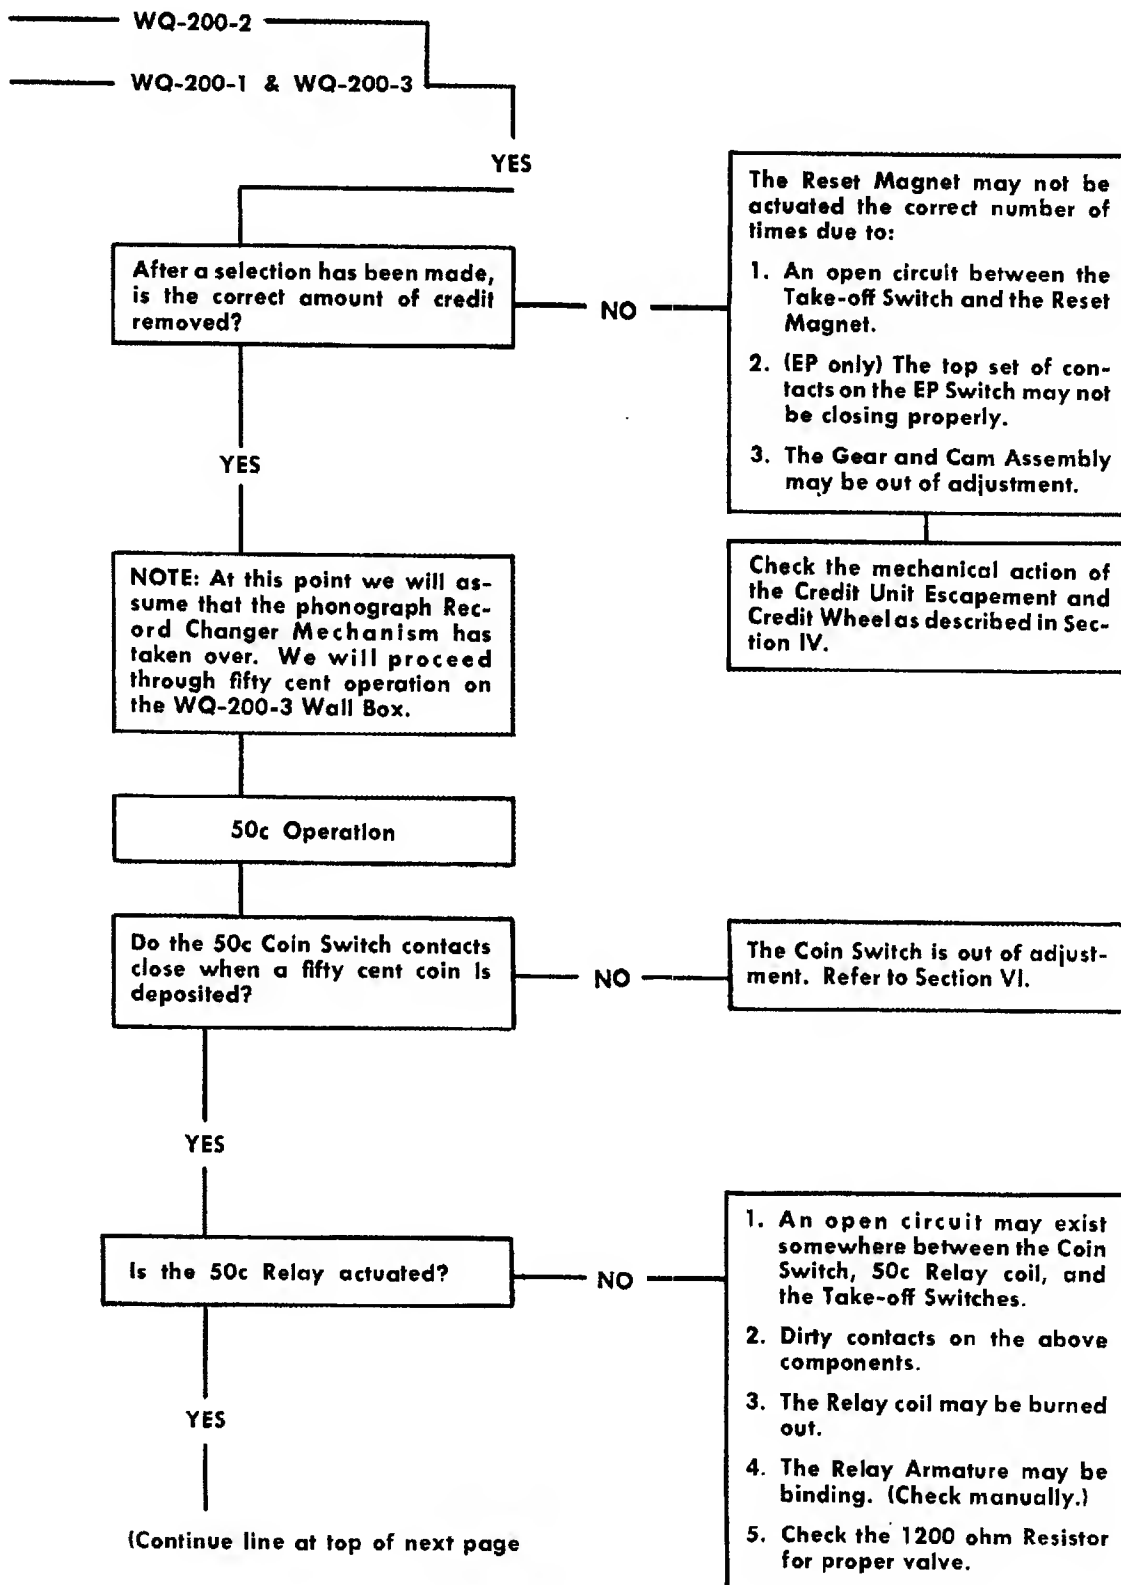 WQ-200-2
WQ-200-1 & WQ-200-3
YES
After a selection has been made,
is the correct amount of credit
removed?
NO
The Reset Magnet may not be
actuated the correct number of
times due to:
1. An open circuit between the
Take-off Switch and the Reset
Magnet.
2. (EP only) The top set of con-
tacts on the EP Switch may not
be closing properly.
3. The Gear and Cam Assembly
may be out of adjustment.
YES
Check the mechanical action of
the Credit Unit Escapement and
Credit Wheel as described in Sec-
tion IV.
NOTE: At this point we will as-
sume that the phonograph Rec-
ord Changer Mechanism has
taken over. We will proceed
through fifty cent operation on
the WQ-200-3 Wall Box.
50c Operation
Do the 50c Coin Switch contacts
close when a fifty cent coin is
deposited?
NO
The Coin Switch is out of adjust-
ment. Refer to Section VI.
YES
Is the 50c Relay actuated?
NO
1. An open circuit may exist
somewhere between the Coin
Switch, 50c Relay coil, and
the Take-off Switches.
2. Dirty contacts on the above
components.
3. The Relay coil may be burned
out.
4. The Relay Armature may be
binding. (Check manually.)
5. Check the 1200 ohm Resistor
for proper valve.
YES
(Continue line at top of next page